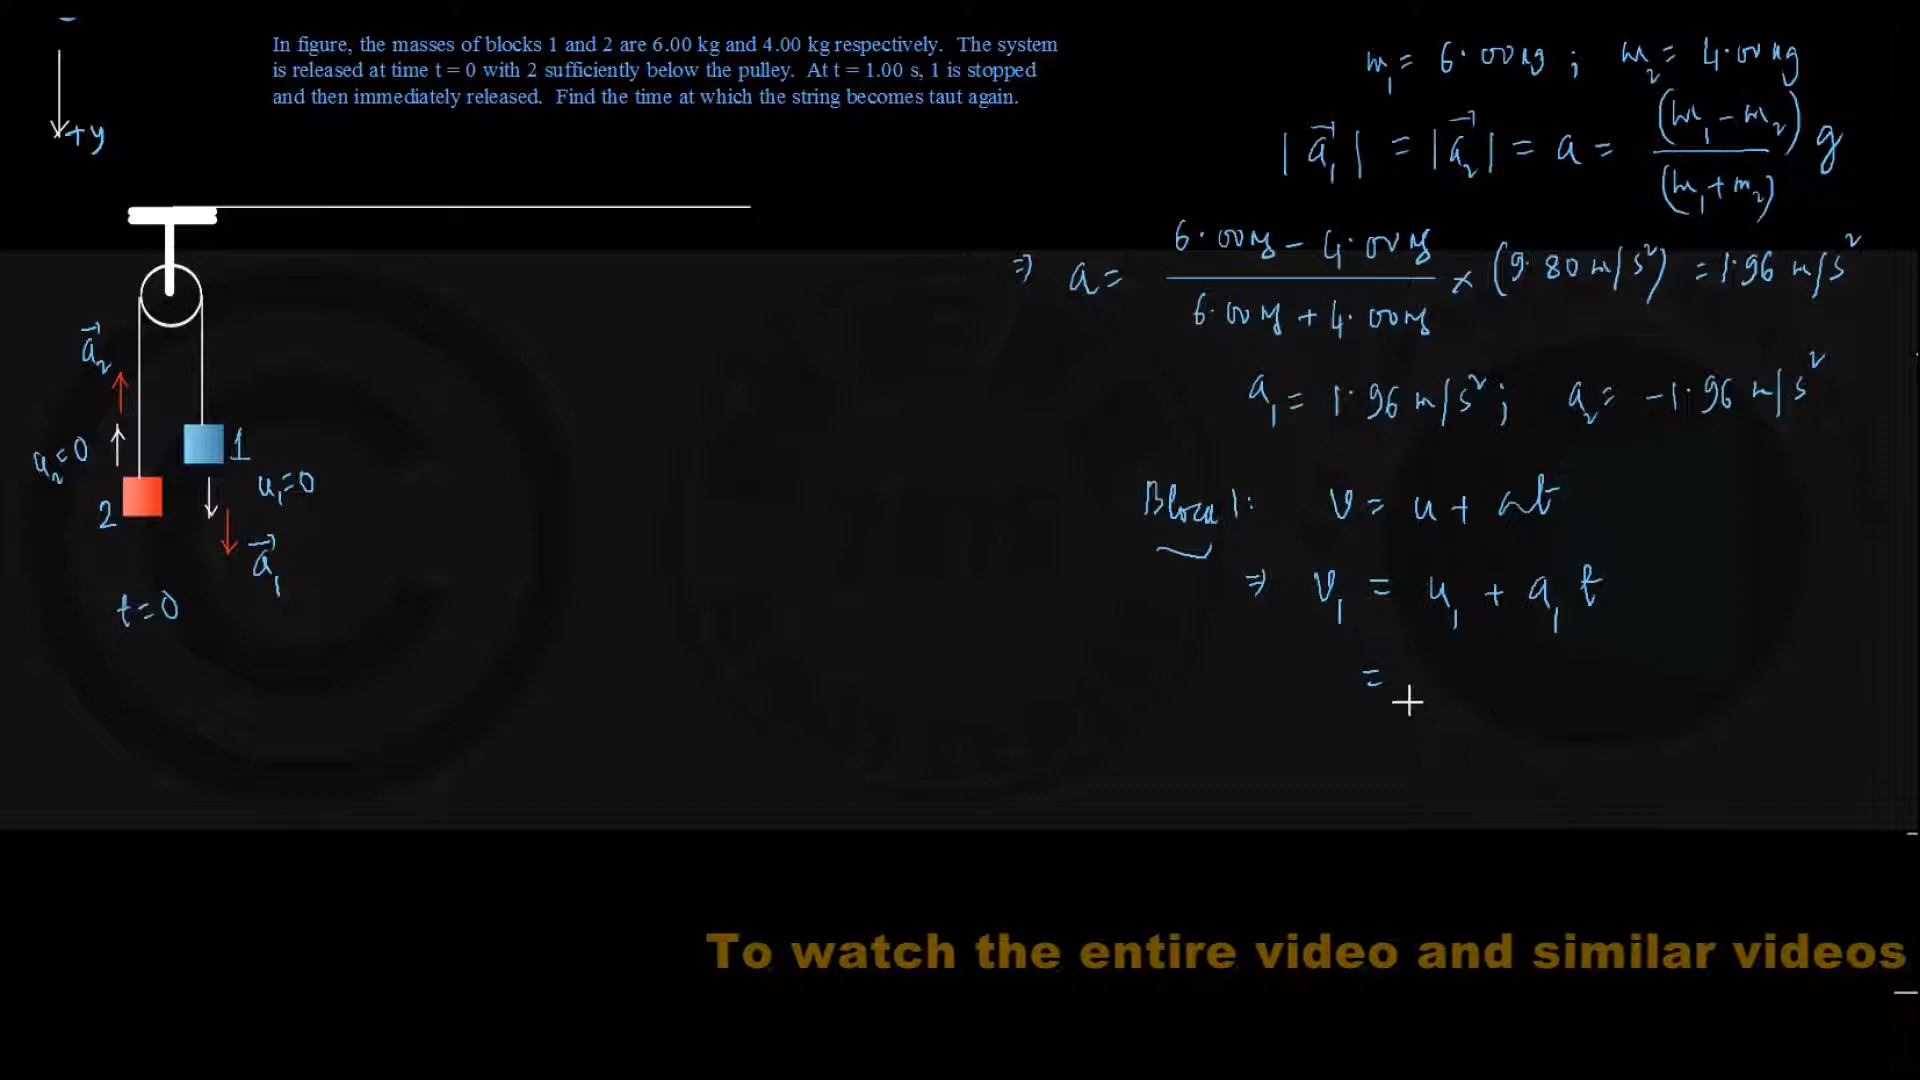 In figure, the masses of blocks 1 and 2 are 6.00 kg and 4.00 kg respectively. The system
is released at time t = 0 with 2 sufficiently below the pulley. At t = 1.00 s, 1 is stopped
and then immediately released. Find the time at which the string becomes taut again.
+y
a⃗₂
u₂=0
2
1
u₁=0
a⃗₁
t=0
m₁ = 6.00 kg ; m₂ = 4.00 kg
|a⃗₁| = |a⃗₂| = a = (m₁ - m₂)/(m₁ + m₂) g
⇒ a = (6.00 kg - 4.00 kg)/(6.00 kg + 4.00 kg) × (9.80 m/s²) = 1.96 m/s²
a₁ = 1.96 m/s² ; a₂ = -1.96 m/s²
Block 1: v = u + at
⇒ v₁ = u₁ + a₁ t
=
To watch the entire video and similar videos